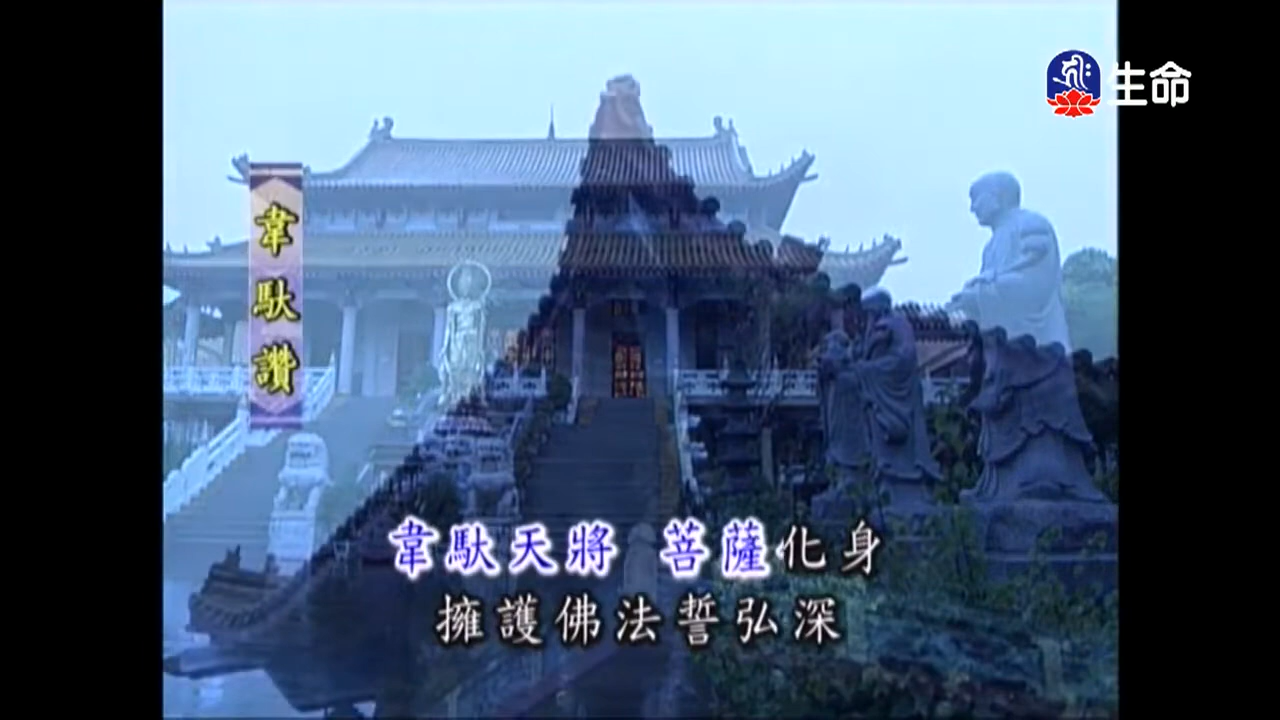 生命
韋馱讚
韋馱天將 菩薩化身
擁護佛法誓弘深